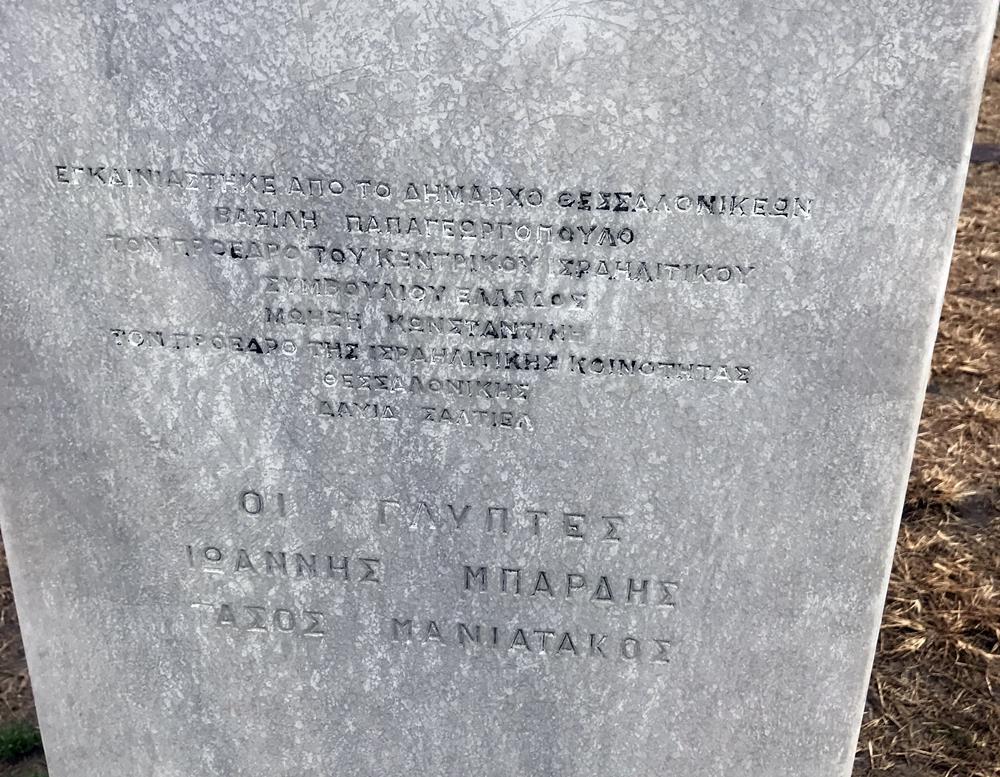 ΕΓΚΑΙΝΙΑΣΤΗΚΕ ΑΠΟ ΤΟ ΔΗΜΑΡΧΟ ΘΕΣΣΑΛΟΝΙΚΕΩΝ
ΒΑΣΙΛΗ ΠΑΠΑΓΕΩΡΓΟΠΟΥΛΟ
ΤΟΝ ΠΡΟΕΔΡΟ ΤΟΥ ΚΕΝΤΡΙΚΟΥ ΙΣΡΑΗΛΙΤΙΚΟΥ
ΣΥΜΒΟΥΛΙΟΥ ΕΛΛΑΔΟΣ
ΜΩΗΣΗ ΚΩΝΣΤΑΝΤΙΝΗ
ΤΟΝ ΠΡΟΕΔΡΟ ΤΗΣ ΙΣΡΑΗΛΙΤΙΚΗΣ ΚΟΙΝΟΤΗΤΑΣ
ΘΕΣΣΑΛΟΝΙΚΗΣ
ΔΑΥΙΔ ΣΑΛΤΙΕΛ
ΟΙ ΓΛΥΠΤΕΣ
ΙΩΑΝΝΗΣ ΜΠΑΡΔΗΣ
ΤΑΣΟΣ ΜΑΝΙΑΤΑΚΟΣ